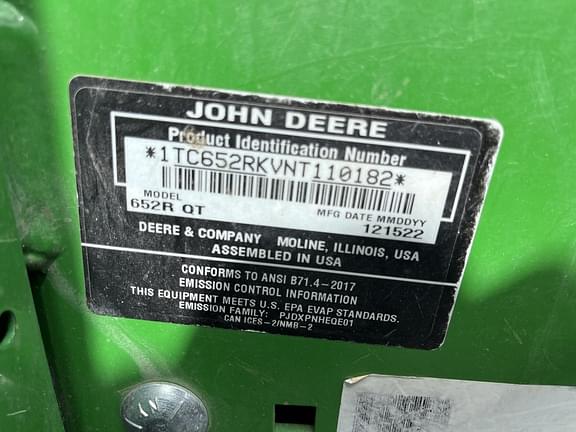 JOHN DEERE
Product Identification Number
*1TC652RKVNT110182*
MODEL
652R QT
MFG DATE MMDDYY
121522
DEERE & COMPANY MOLINE, ILLINOIS, USA
ASSEMBLED IN USA
CONFORMS TO ANSI B71.4-2017
EMISSION CONTROL INFORMATION
THIS EQUIPMENT MEETS U.S. EPA EVAP STANDARDS.
EMISSION FAMILY: PJDXPNHEQE01
CAN ICES-2/NMB-2